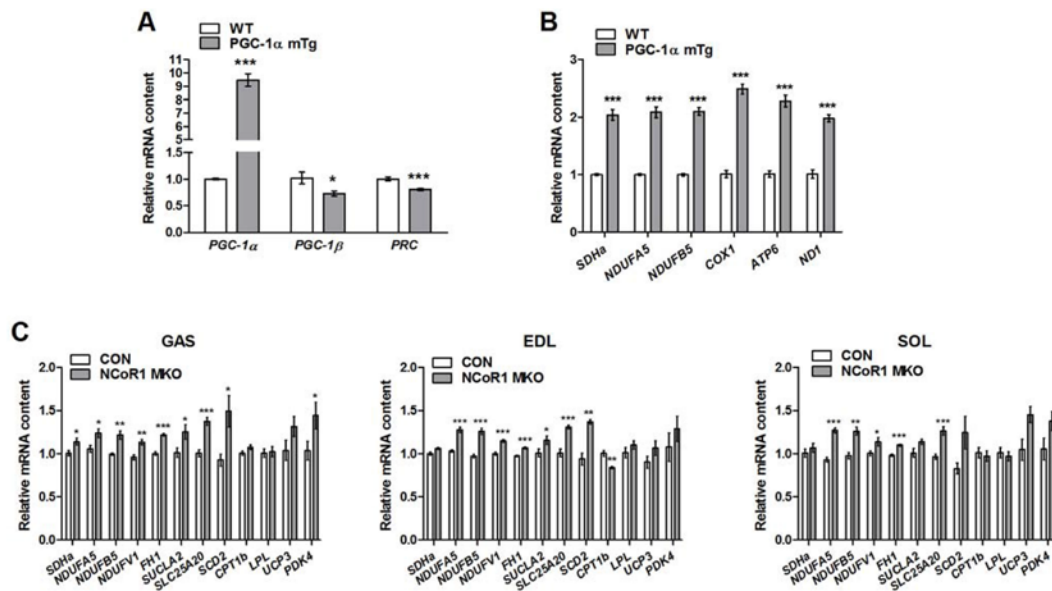 A
WT
PGC-1α mTg
Relative mRNA content
11
10
9
8
7
6
5
1.5
1.0
0.5
0.0
***
*
***
PGC-1α PGC-1β PRC
B
WT
PGC-1α mTg
Relative mRNA content
3
2
1
0
*** *** *** *** *** ***
SDHa NDUFA5 NDUFB5 COX1 ATP6 ND1
C
GAS
CON
NCoR1 MKO
Relative mRNA content
2.0
1.5
1.0
0.5
0.0
* * ** ** *** * *** * *
SDHa NDUFA5 NDUFB5 NDUFV1 FH1 SUCLA2 SLC25A20 SCD2 CPT1b LPL UCP3 PDK4
EDL
CON
NCoR1 MKO
Relative mRNA content
2.0
1.5
1.0
0.5
0.0
*** *** *** *** * *** ** **
SDHa NDUFA5 NDUFB5 NDUFV1 FH1 SUCLA2 SLC25A20 SCD2 CPT1b LPL UCP3 PDK4
SOL
CON
NCoR1 MKO
Relative mRNA content
2.0
1.5
1.0
0.5
0.0
*** ** * *** ***
SDHa NDUFA5 NDUFB5 NDUFV1 FH1 SUCLA2 SLC25A20 SCD2 CPT1b LPL UCP3 PDK4